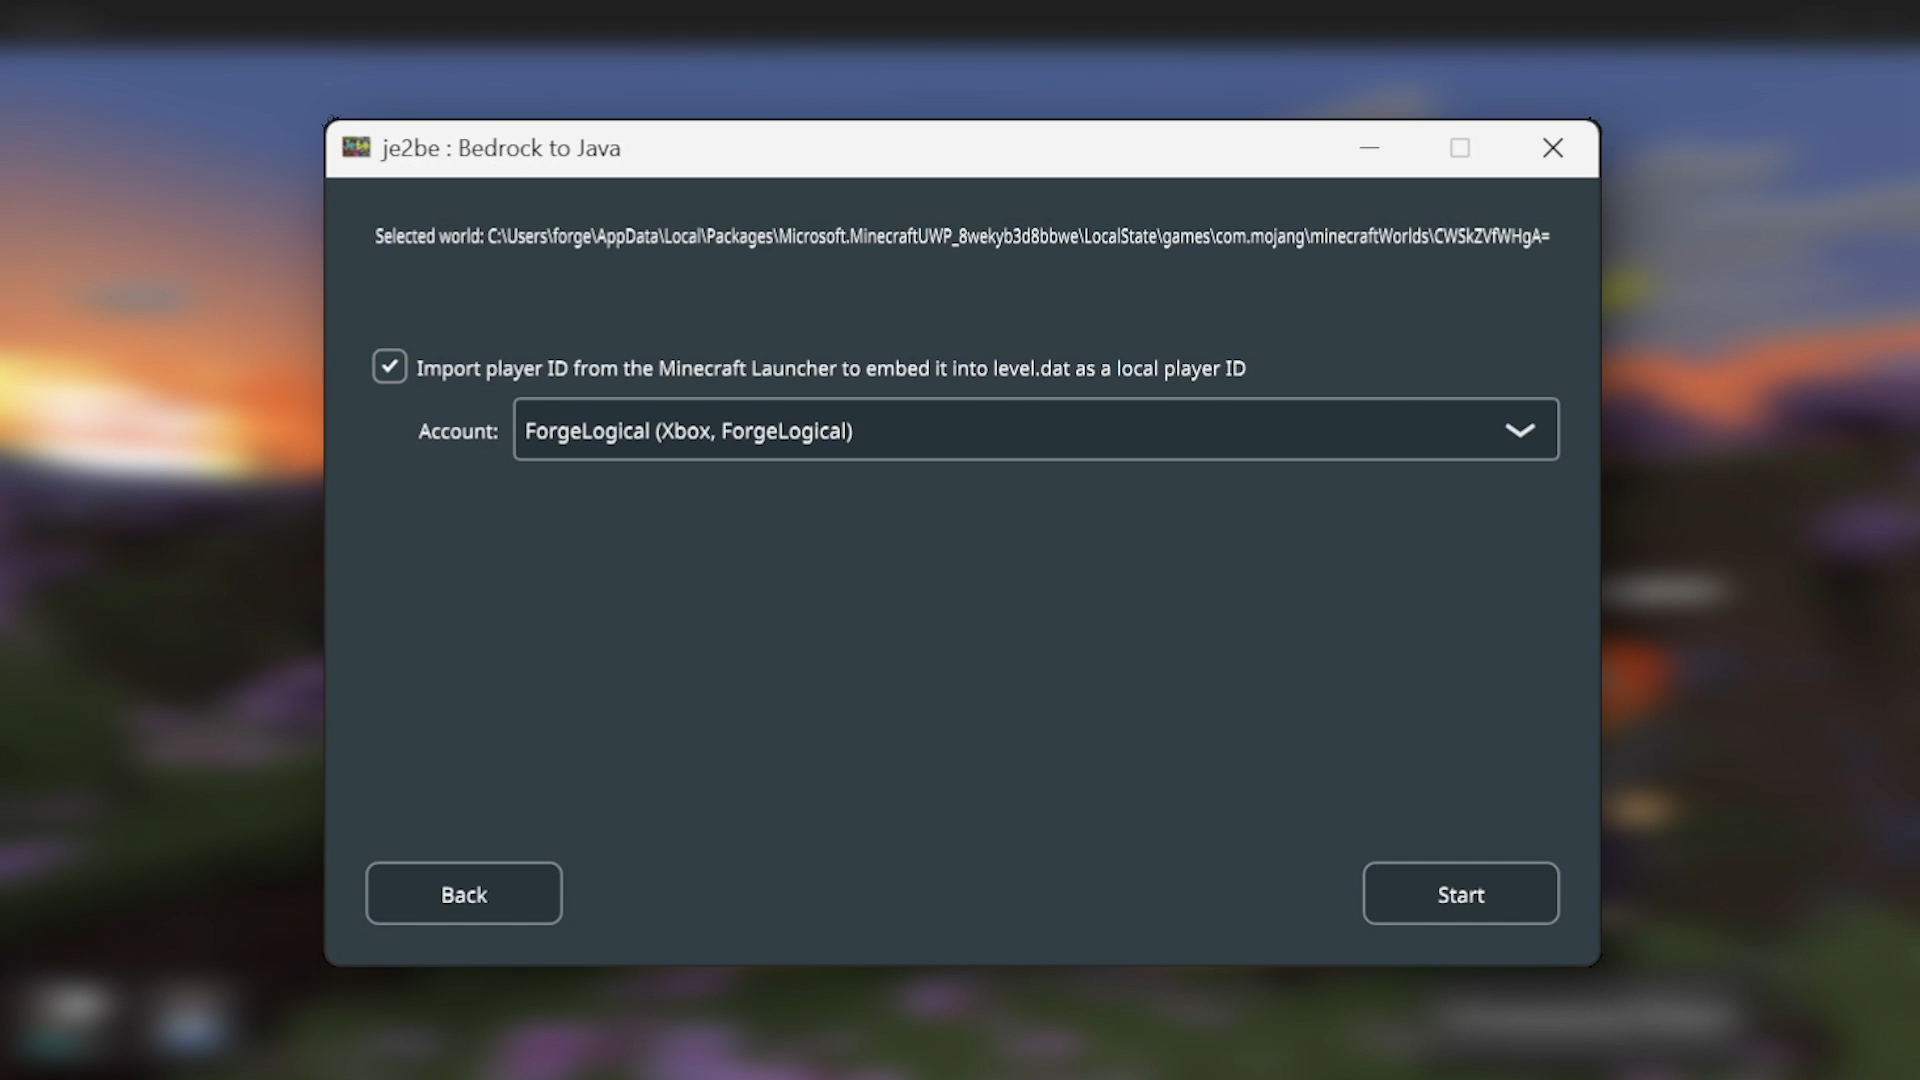 je2be : Bedrock to Java
Selected world: C:\Users\forge\AppData\Local\Packages\Microsoft.MinecraftUWP_8wekyb3d8bbwe\LocalState\games\com.mojang\minecraftWorlds\CWSkZVfWHgA=
Import player ID from the Minecraft Launcher to embed it into level.dat as a local player ID
Account: ForgeLogical (Xbox, ForgeLogical)
Back
Start